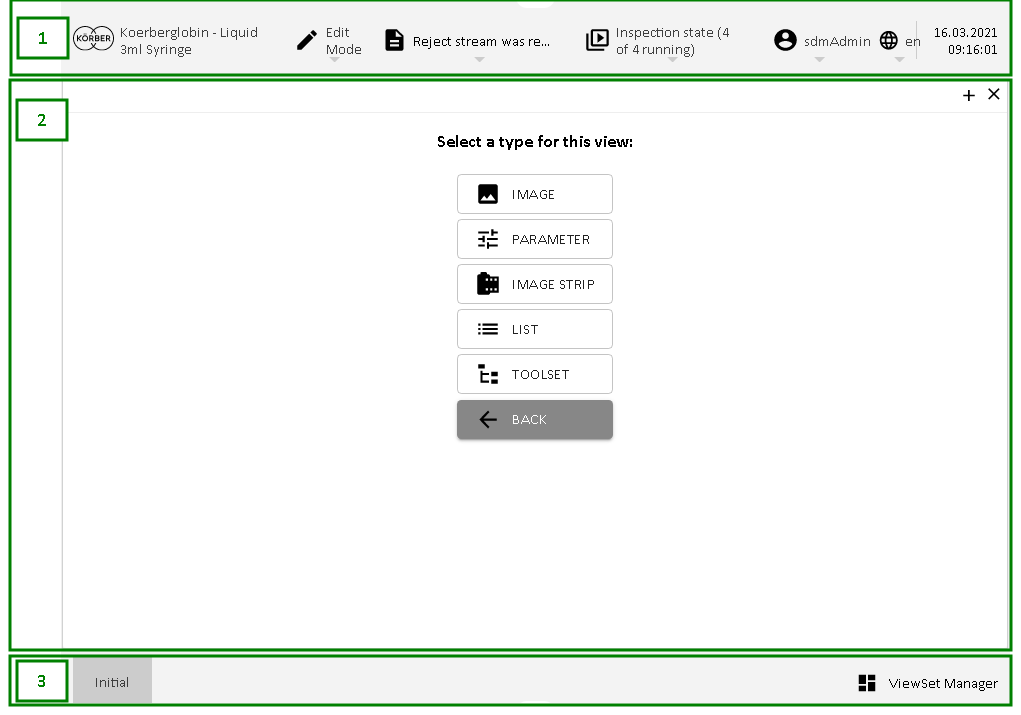 1
KÖRBER
Koerberglobin - Liquid
3ml Syringe
Edit
Mode
Reject stream was re...
Inspection state (4
of 4 running)
sdmAdmin
en
16.03.2021
09:16:01
2
Select a type for this view:
IMAGE
PARAMETER
IMAGE STRIP
LIST
TOOLSET
BACK
3
Initial
ViewSet Manager